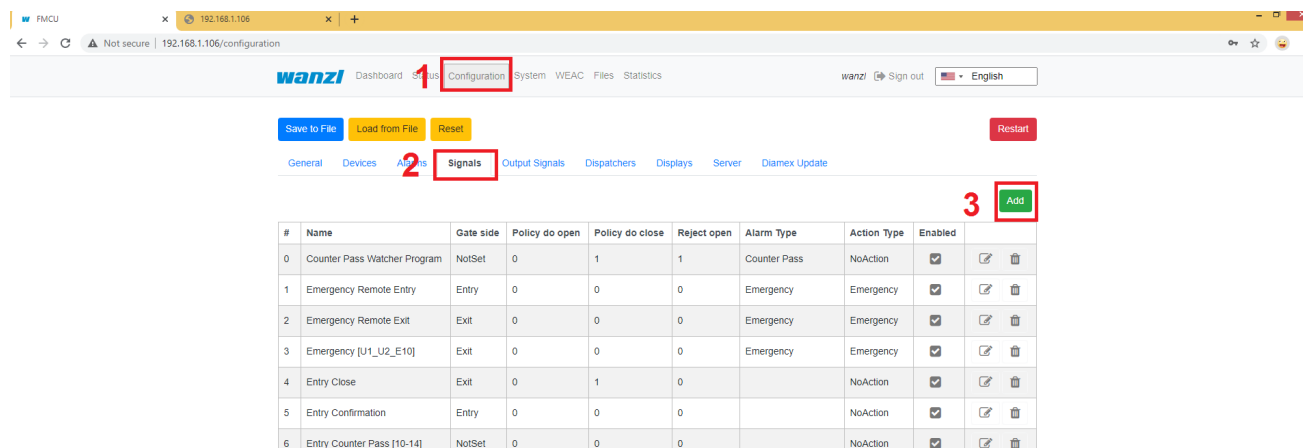 W FMCU × 192.168.1.106 × +
Not secure | 192.168.1.106/configuration
wanzl Dashboard Status 1 Configuration System WEAC Files Statistics wanzl Sign out English
Save to File Load from File Reset Restart
General Devices Alarms 2 Signals Output Signals Dispatchers Displays Server Diamex Update
3 Add
# Name Gate side Policy do open Policy do close Reject open Alarm Type Action Type Enabled
0 Counter Pass Watcher Program NotSet 0 1 1 Counter Pass NoAction
1 Emergency Remote Entry Entry 0 0 0 Emergency Emergency
2 Emergency Remote Exit Exit 0 0 0 Emergency Emergency
3 Emergency [U1_U2_E10] Exit 0 0 0 Emergency Emergency
4 Entry Close Exit 0 1 0 NoAction
5 Entry Confirmation Entry 0 0 0 NoAction
6 Entry Counter Pass [10-14] NotSet 0 0 0 NoAction